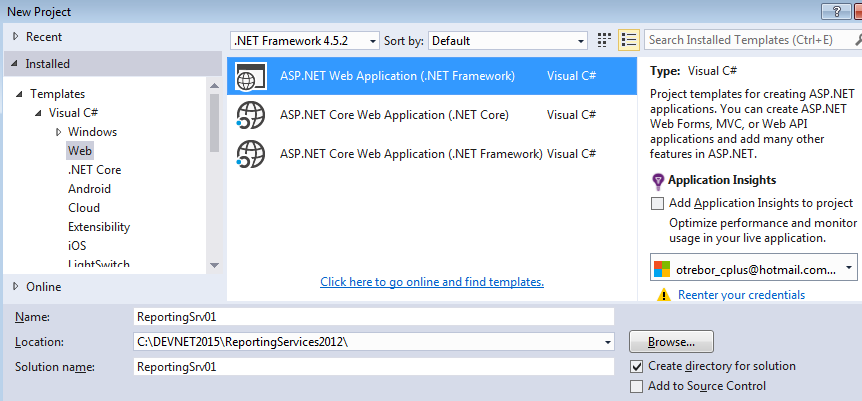 New Project
?
Recent
.NET Framework 4.5.2
Sort by:
Default
Search Installed Templates (Ctrl+E)
Installed
Templates
Visual C#
Windows
Web
.NET Core
Android
Cloud
Extensibility
iOS
LightSwitch
Online
ASP.NET Web Application (.NET Framework) Visual C#
ASP.NET Core Web Application (.NET Core) Visual C#
ASP.NET Core Web Application (.NET Framework) Visual C#
Click here to go online and find templates.
Type: Visual C#
Project templates for creating ASP.NET
applications. You can create ASP.NET
Web Forms, MVC, or Web API
applications and add many other
features in ASP.NET.
Application Insights
Add Application Insights to project
Optimize performance and monitor
usage in your live application.
otrebor_cplus@hotmail.com...
Reenter your credentials
Name: ReportingSrv01
Location: C:\DEVNET2015\ReportingServices2012\
Browse...
Solution name: ReportingSrv01
Create directory for solution
Add to Source Control